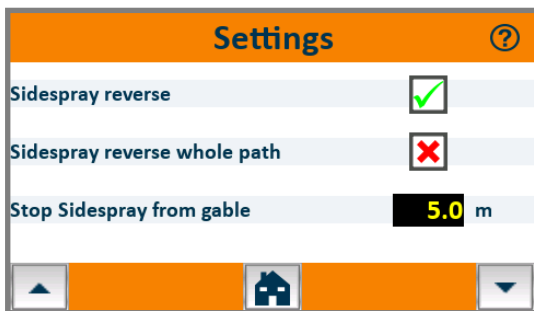 Settings ?
Sidespray reverse
Sidespray reverse whole path
Stop Sidespray from gable 5.0 m